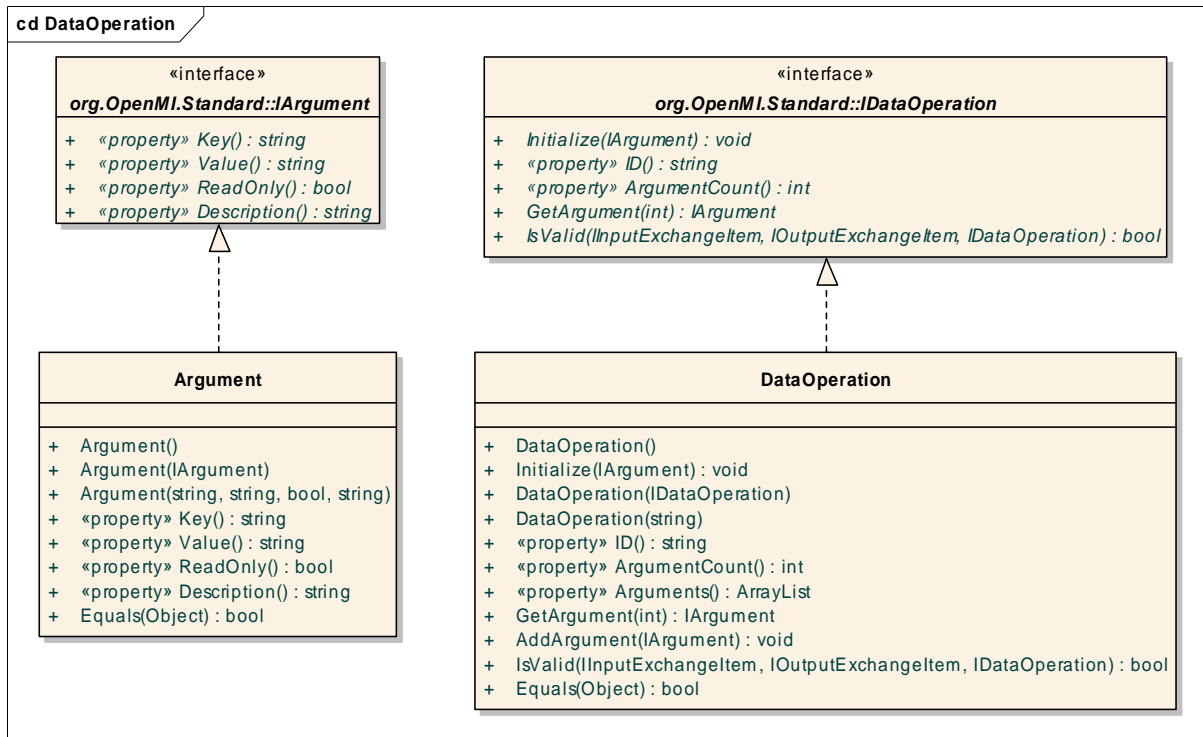 cd DataOperation
«interface»
org.OpenMI.Standard::IArgument
+ «property» Key() : string
+ «property» Value() : string
+ «property» ReadOnly() : bool
+ «property» Description() : string
«interface»
org.OpenMI.Standard::IDataOperation
+ Initialize(IArgument) : void
+ «property» ID() : string
+ «property» ArgumentCount() : int
+ GetArgument(int) : IArgument
+ IsValid(IInputExchangeItem, IOutputExchangeItem, IDataOperation) : bool
Argument
+ Argument()
+ Argument(IArgument)
+ Argument(string, string, bool, string)
+ «property» Key() : string
+ «property» Value() : string
+ «property» ReadOnly() : bool
+ «property» Description() : string
+ Equals(Object) : bool
DataOperation
+ DataOperation()
+ Initialize(IArgument) : void
+ DataOperation(IDataOperation)
+ DataOperation(string)
+ «property» ID() : string
+ «property» ArgumentCount() : int
+ «property» Arguments() : ArrayList
+ GetArgument(int) : IArgument
+ AddArgument(IArgument) : void
+ IsValid(IInputExchangeItem, IOutputExchangeItem, IDataOperation) : bool
+ Equals(Object) : bool